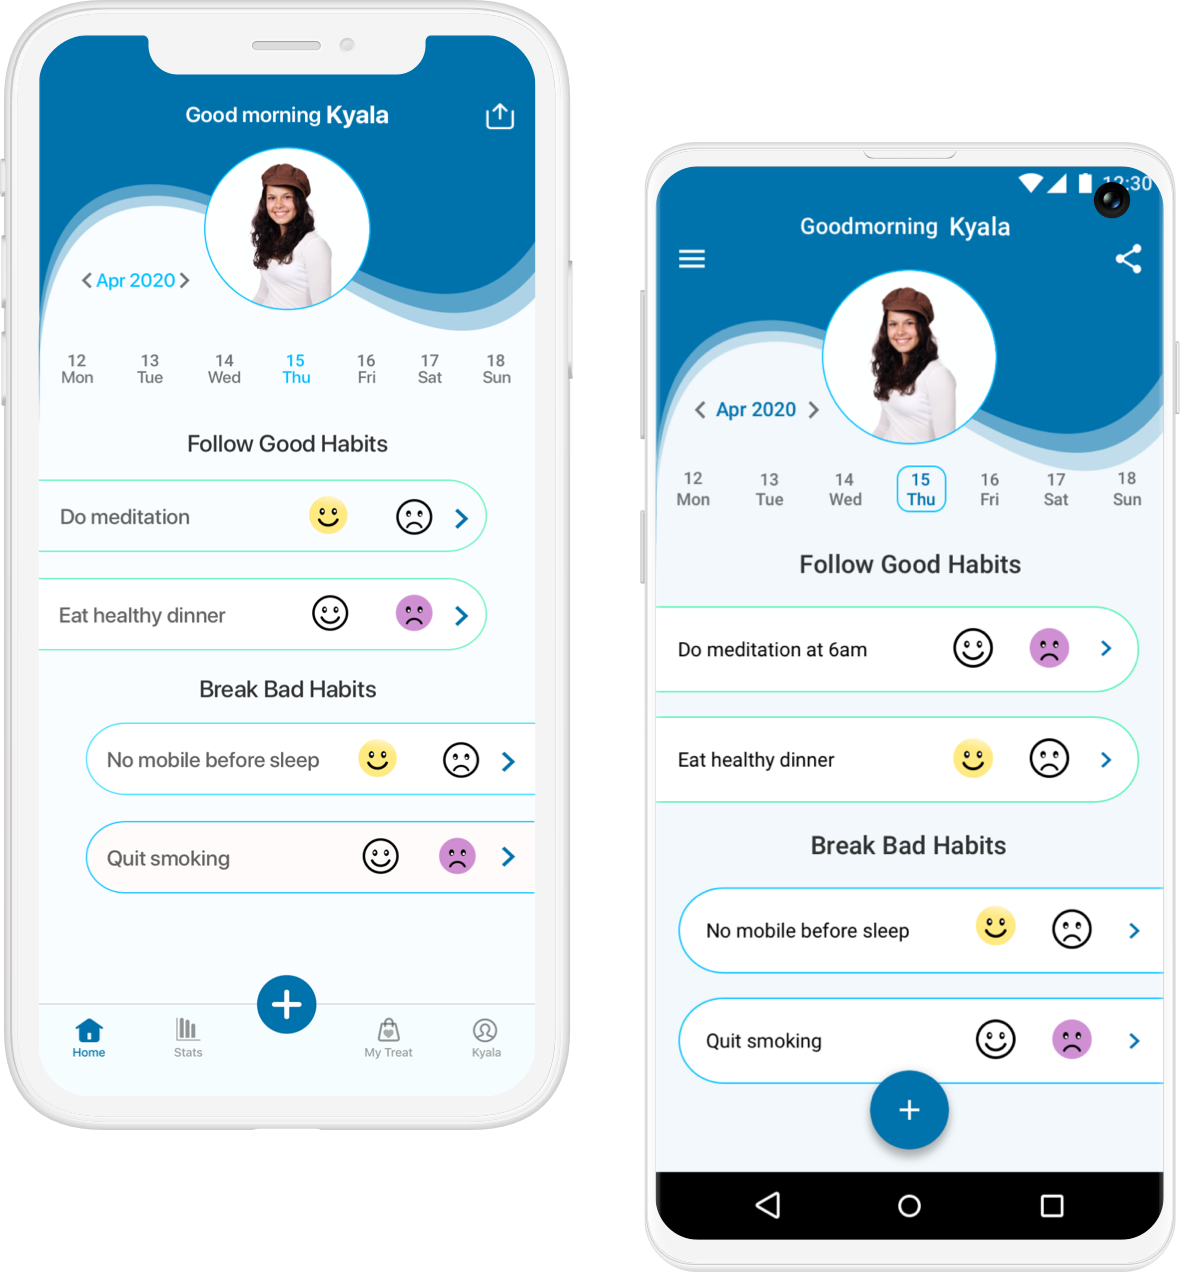 Good morning Kyala
Apr 2020
12 13 14 15 16 17 18
Mon Tue Wed Thu Fri Sat Sun
Follow Good Habits
Do meditation
Eat healthy dinner
Break Bad Habits
No mobile before sleep
Quit smoking
Home Stats My Treat Kyala
12:30
Goodmorning Kyala
Apr 2020
12 13 14 15 16 17 18
Mon Tue Wed Thu Fri Sat Sun
Follow Good Habits
Do meditation at 6am
Eat healthy dinner
Break Bad Habits
No mobile before sleep
Quit smoking